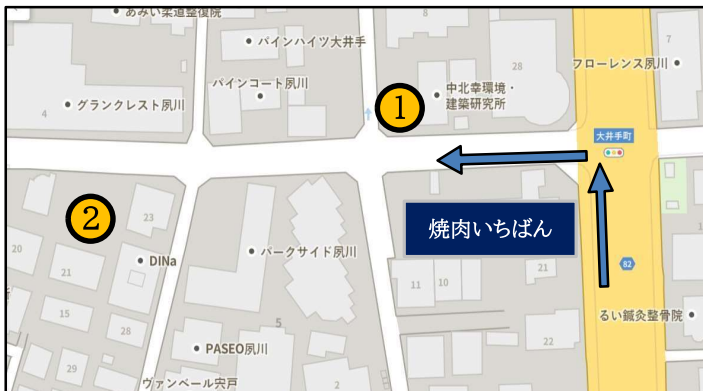 あみい柔道整復院
8
7
パインハイツ大井手
28
フローレンス夙川
パインコート夙川
中北幸環境・
建築研究所
グランクレスト夙川
4
1
大井手町
2
23
焼肉いちばん
20
DINa
パークサイド夙川
21
21
82
11
10
15
るい鍼灸整骨院
28
5
22
PASEO夙川
29
ヴァンベール宍戸
2